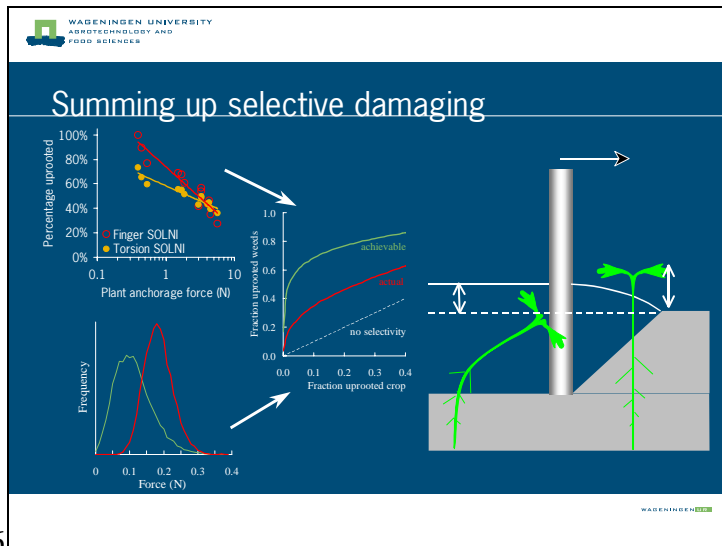 WAGENINGEN UNIVERSITY
AGROTECHNOLOGY AND
FOOD SCIENCES
Summing up selective damaging
Percentage uprooted
100%
80%
60%
40%
20%
0%
Finger SOLNI
Torsion SOLNI
0.1
1
10
Plant anchorage force (N)
Fraction uprooted weeds
1.0
0.8
0.6
0.4
0.2
0.0
achievable
actual
no selectivity
0.0 0.1 0.2 0.3 0.4
Fraction uprooted crop
Frequency
0 0.1 0.2 0.3 0.4
Force (N)
WAGENINGEN UR